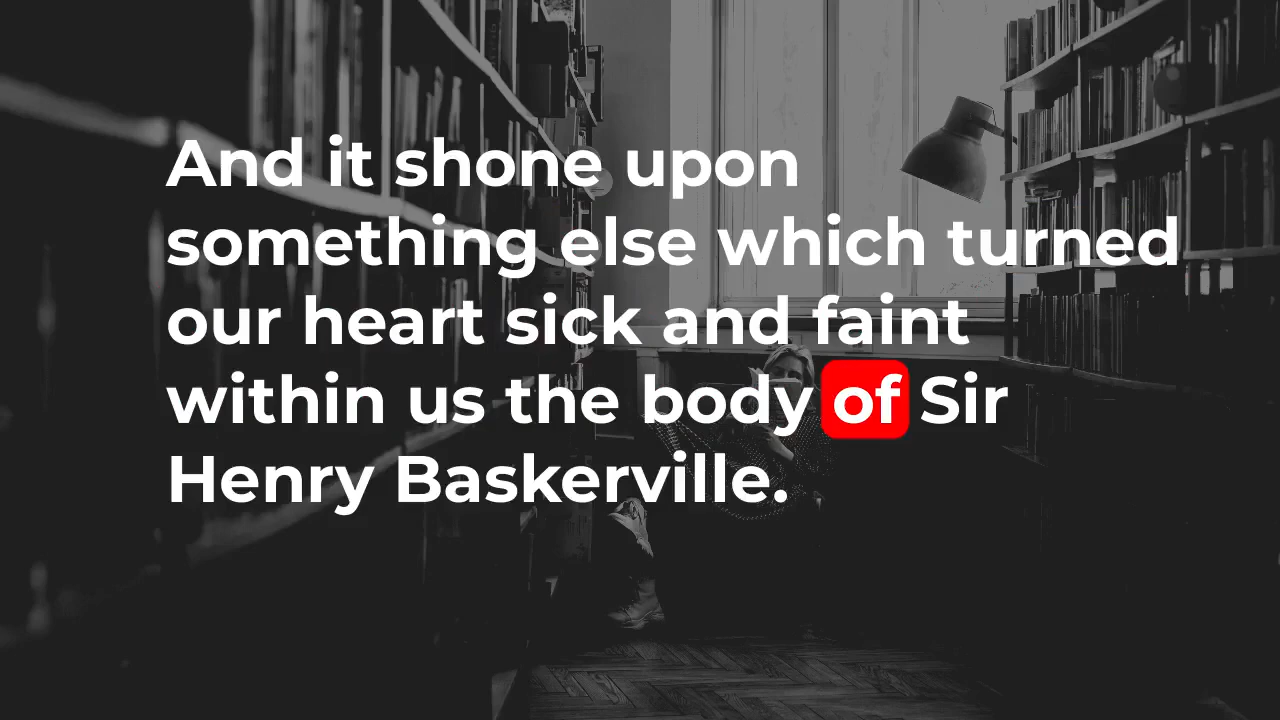 And it shone upon
something else which turned
our heart sick and faint
within us the body of Sir
Henry Baskerville.